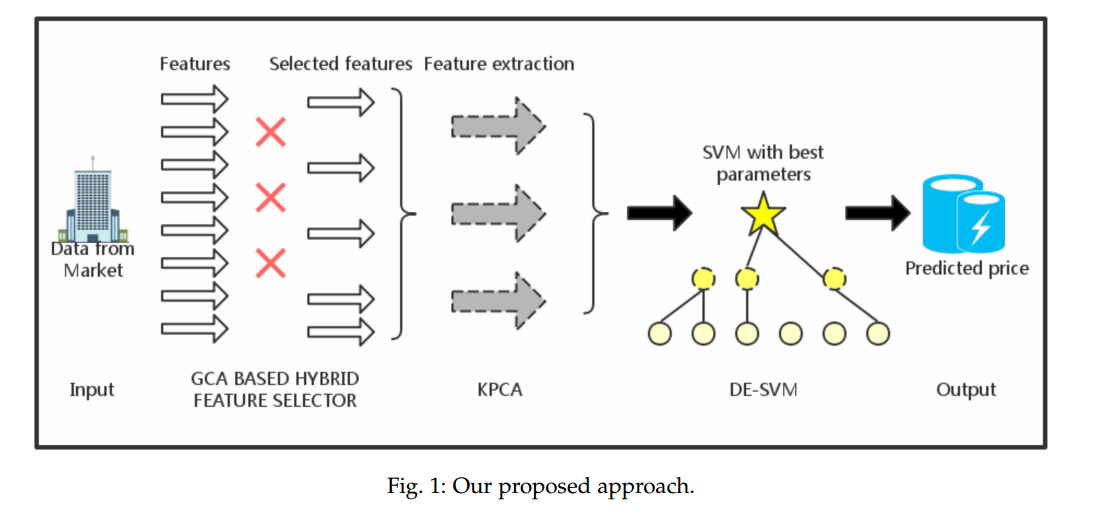 Features
Selected features
Feature extraction
SVM with best
parameters
Data from
Market
Predicted price
Input
GCA BASED HYBRID
FEATURE SELECTOR
KPCA
DE-SVM
Output
Fig. 1: Our proposed approach.